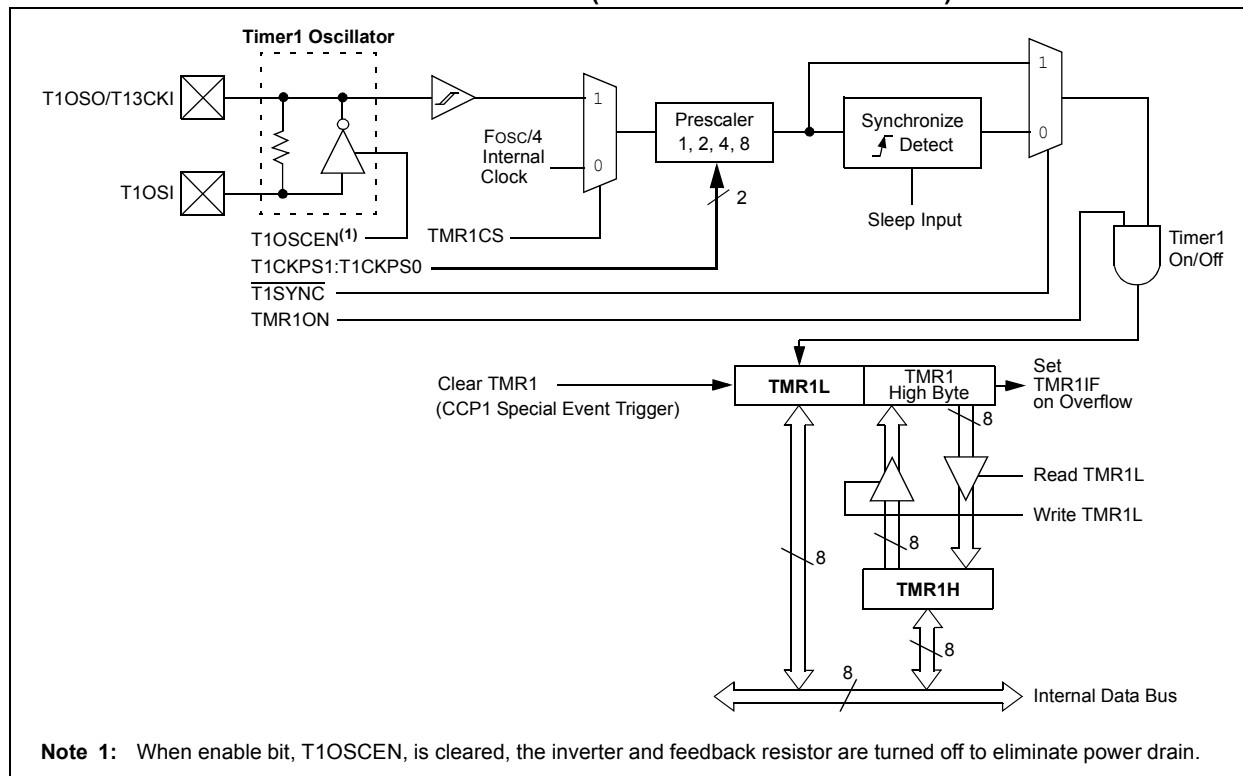 Timer1 Oscillator
T1OSO/T13CKI
T1OSI
1
0
FOSC/4
Internal
Clock
Prescaler
1, 2, 4, 8
2
Synchronize
Detect
1
0
Sleep Input
T1OSCEN(1)
TMR1CS
T1CKPS1:T1CKPS0
T1SYNC
TMR1ON
Timer1
On/Off
Clear TMR1
(CCP1 Special Event Trigger)
TMR1L
TMR1
High Byte
Set
TMR1IF
on Overflow
8
Read TMR1L
Write TMR1L
8
8
TMR1H
8
8
Internal Data Bus
Note 1: When enable bit, T1OSCEN, is cleared, the inverter and feedback resistor are turned off to eliminate power drain.